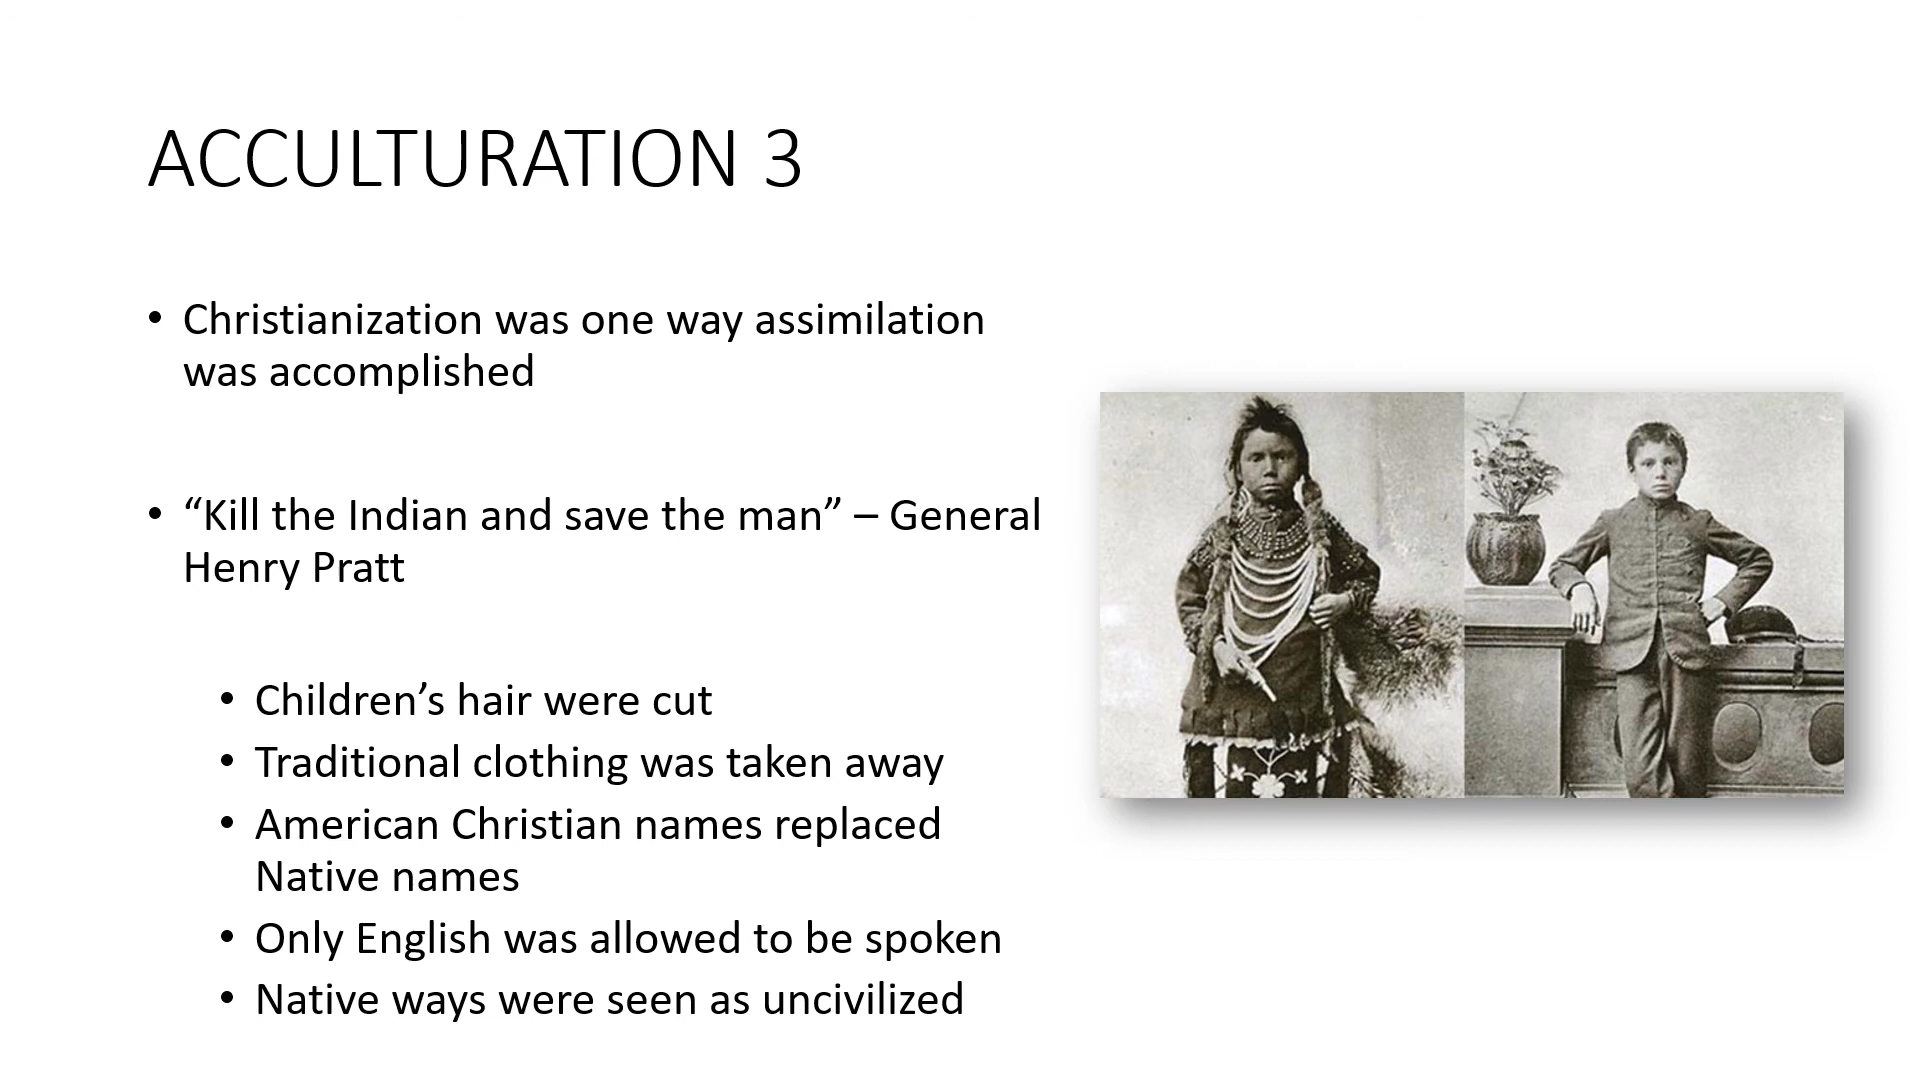 ACCULTURATION 3
• Christianization was one way assimilation
was accomplished
• “Kill the Indian and save the man” – General
Henry Pratt
• Children’s hair were cut
• Traditional clothing was taken away
• American Christian names replaced
Native names
• Only English was allowed to be spoken
• Native ways were seen as uncivilized